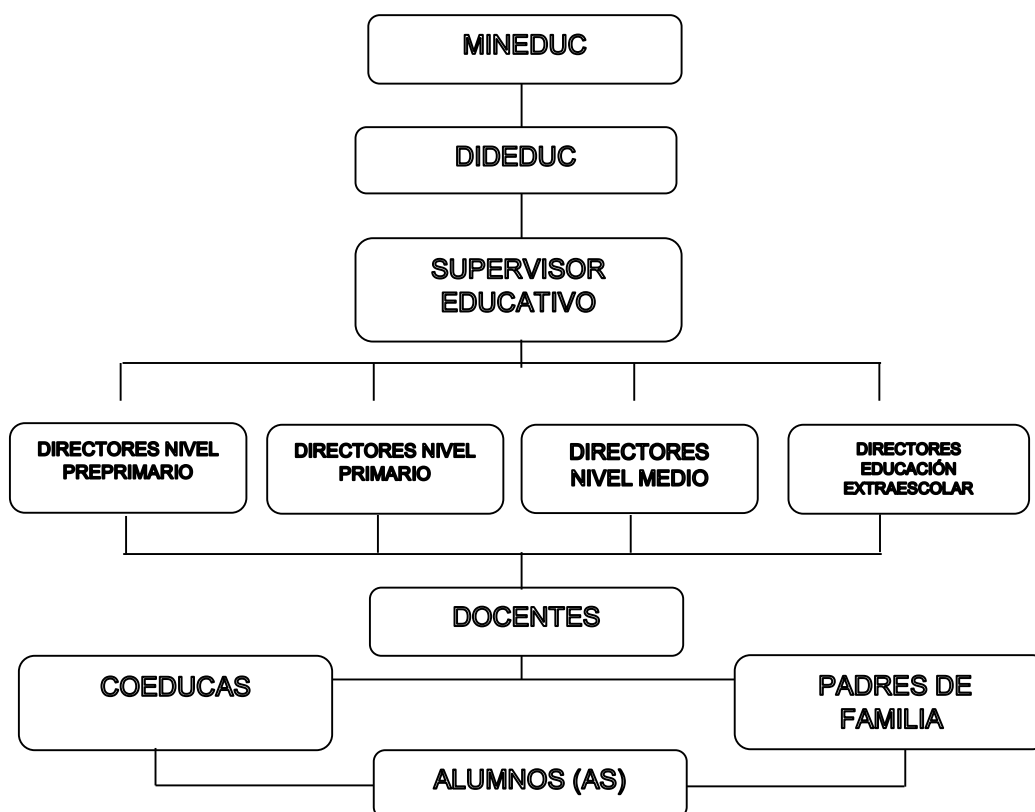 MINEDUC
DIDEDUC
SUPERVISOR
EDUCATIVO
DIRECTORES NIVEL
PREPRIMARIO
DIRECTORES NIVEL
PRIMARIO
DIRECTORES
NIVEL MEDIO
DIRECTORES
EDUCACIÓN
EXTRAESCOLAR
DOCENTES
COEDUCAS
PADRES DE
FAMILIA
ALUMNOS (AS)